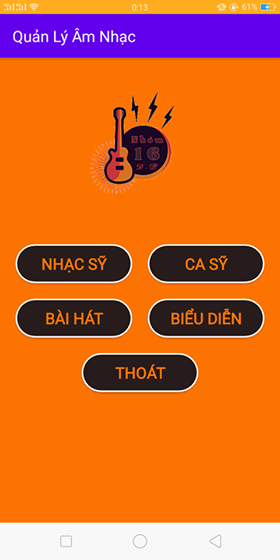 0:13
61%
Quản Lý Âm Nhạc
Nhóm
16
NHẠC SỸ
CA SỸ
BÀI HÁT
BIỂU DIỄN
THOÁT